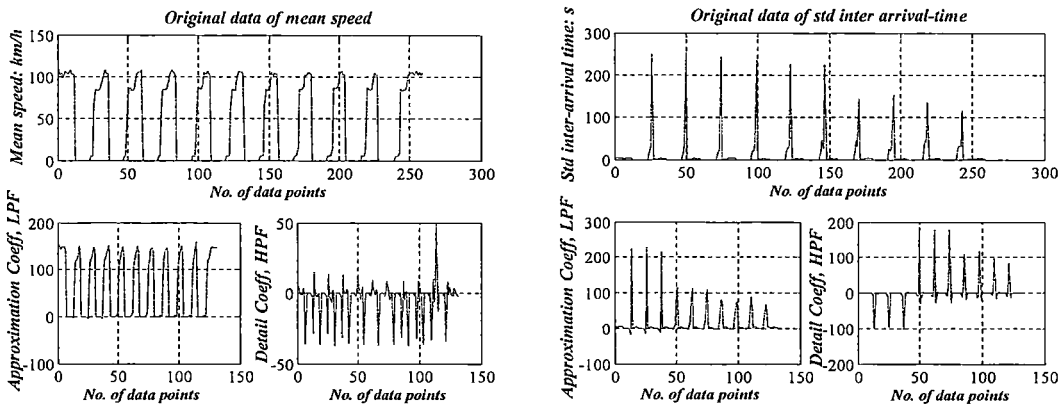 Original data of mean speed
Mean speed: km/h
150
100
50
0
0 50 100 150 200 250 300
No. of data points
Approximation Coeff, LPF
200
100
0
-100
0 50 100 150
No. of data points
Detail Coeff, HPF
50
0
-50
0 50 100 150
No. of data points
Original data of std inter arrival-time
Std inter-arrival time: s
300
200
100
0
0 50 100 150 200 250 300
No. of data points
Approximation Coeff, LPF
300
200
100
0
-100
0 50 100 150
No. of data points
Detail Coeff, HPF
200
100
0
-100
-200
0 50 100 150
No. of data points